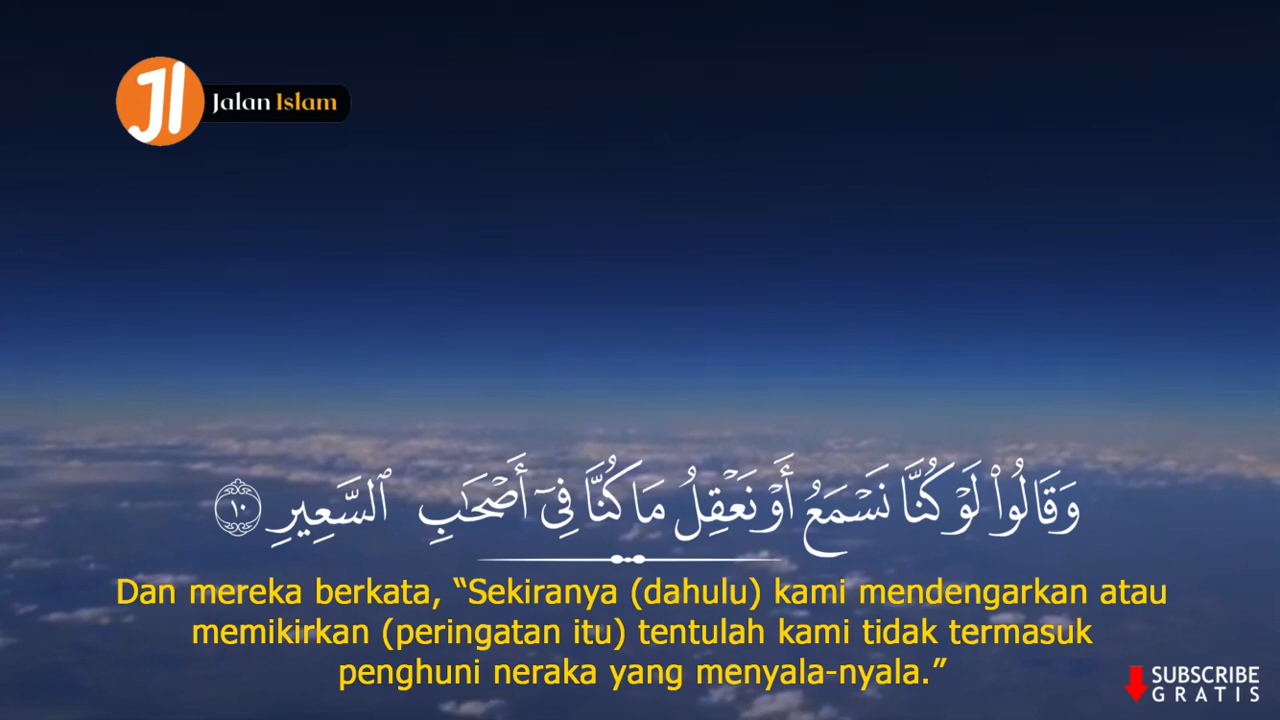 JI
Jalan Islam
وَقَالُوا۟ لَوْ كُنَّا نَسْمَعُ أَوْ نَعْقِلُ مَا كُنَّا فِىٓ أَصْحَـٰبِ ٱلسَّعِيرِ ١٠
Dan mereka berkata, “Sekiranya (dahulu) kami mendengarkan atau
memikirkan (peringatan itu) tentulah kami tidak termasuk
penghuni neraka yang menyala-nyala.”
SUBSCRIBE
GRATIS